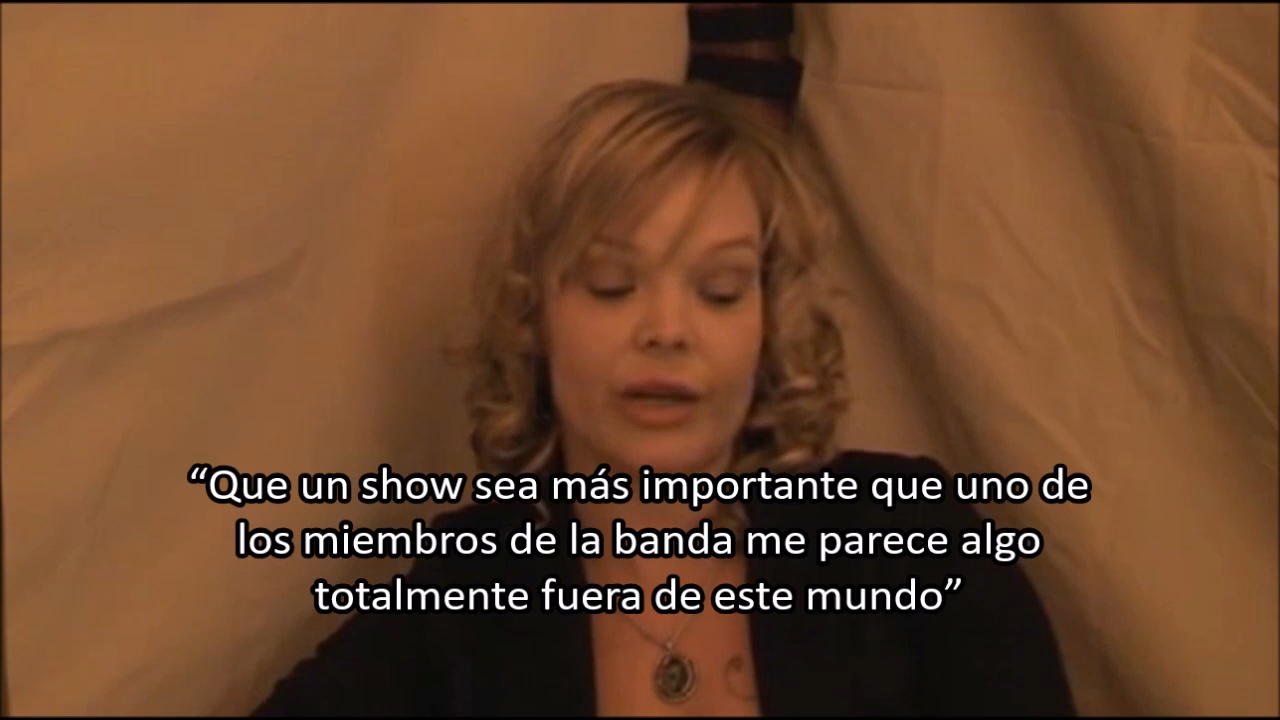 “Que un show sea más importante que uno de
los miembros de la banda me parece algo
totalmente fuera de este mundo”